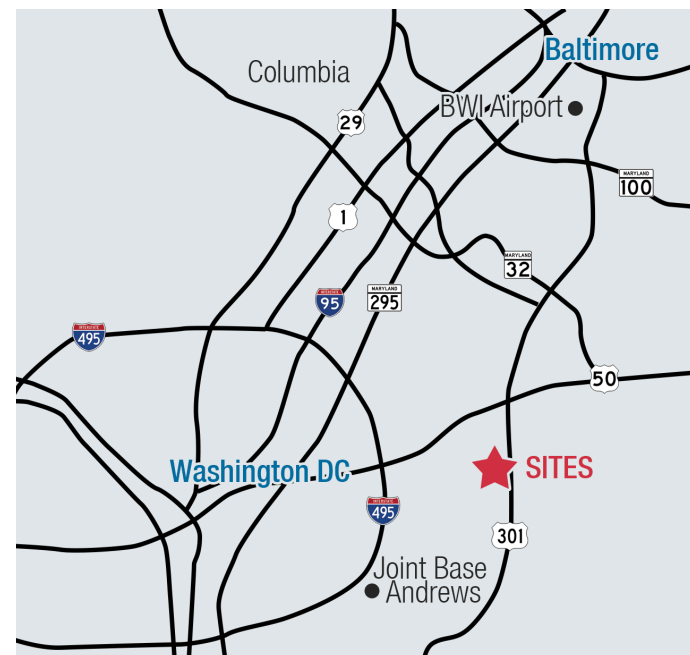 Baltimore
Columbia
BWI Airport
29
MARYLAND
100
1
MARYLAND
32
INTERSTATE
95
MARYLAND
295
INTERSTATE
495
50
Washington DC
SITES
INTERSTATE
495
301
Joint Base
Andrews